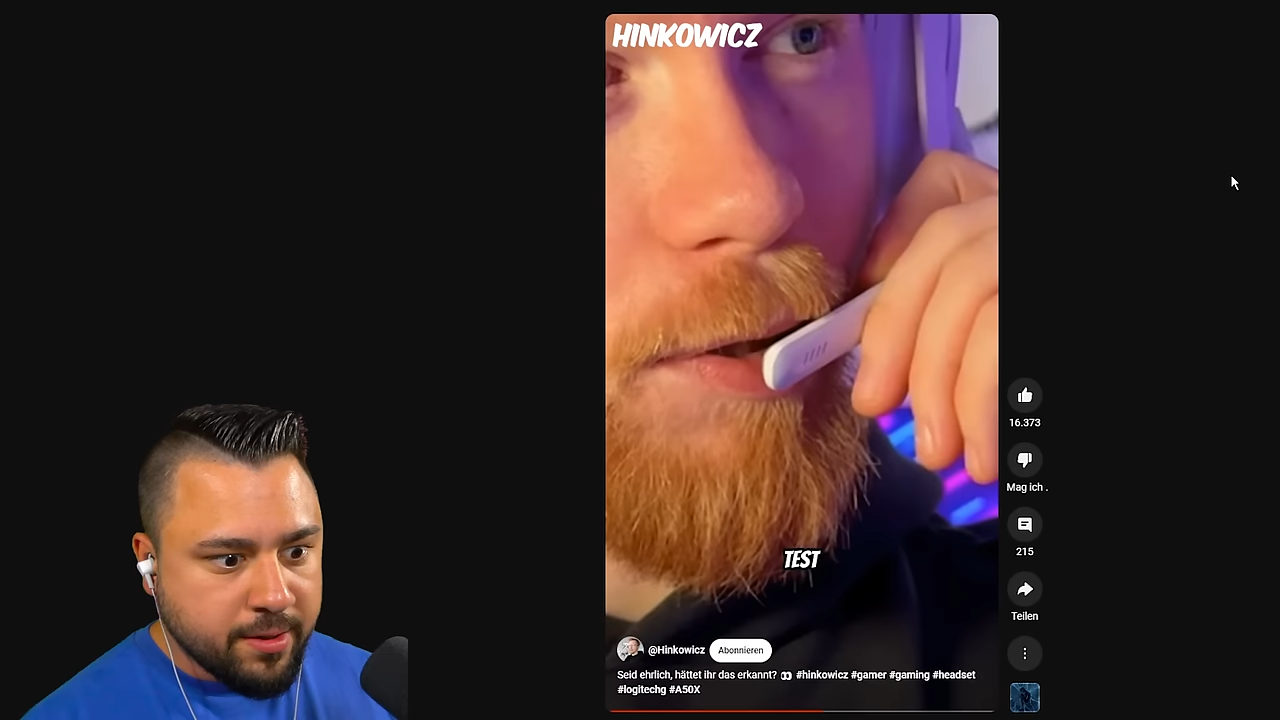 HINKOWICZ
TEST
@Hinkowicz Abonnieren
Seid ehrlich, hättet ihr das erkannt? 👀 #hinkowicz #gamer #gaming #headset
#logitechg #A50X
16.373
Mag ich .
215
Teilen